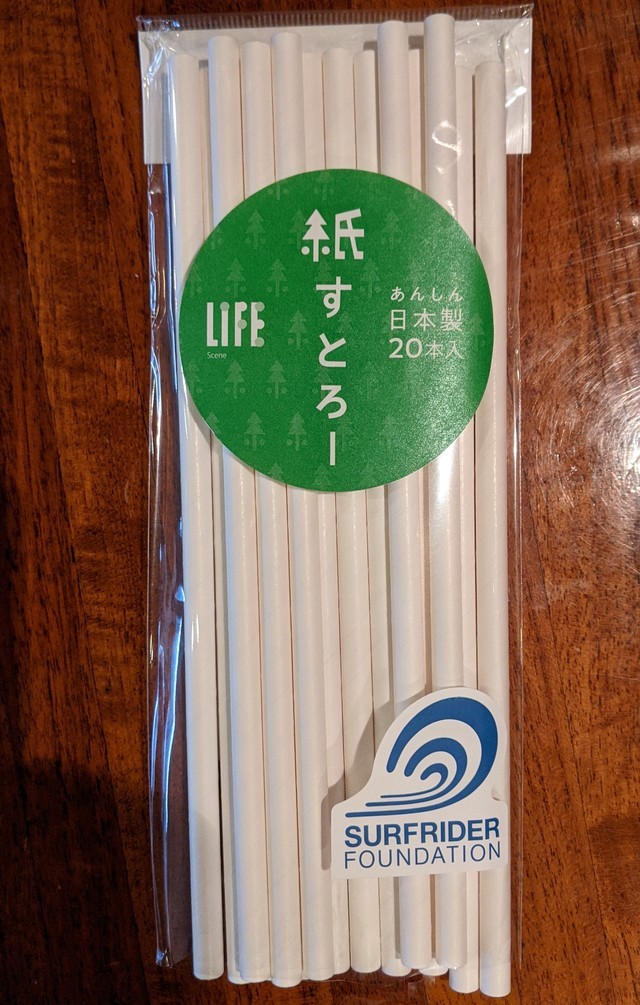 紙すとろー
LiFE
Scene
あんしん
日本製
20本入
SURFRIDER
FOUNDATION